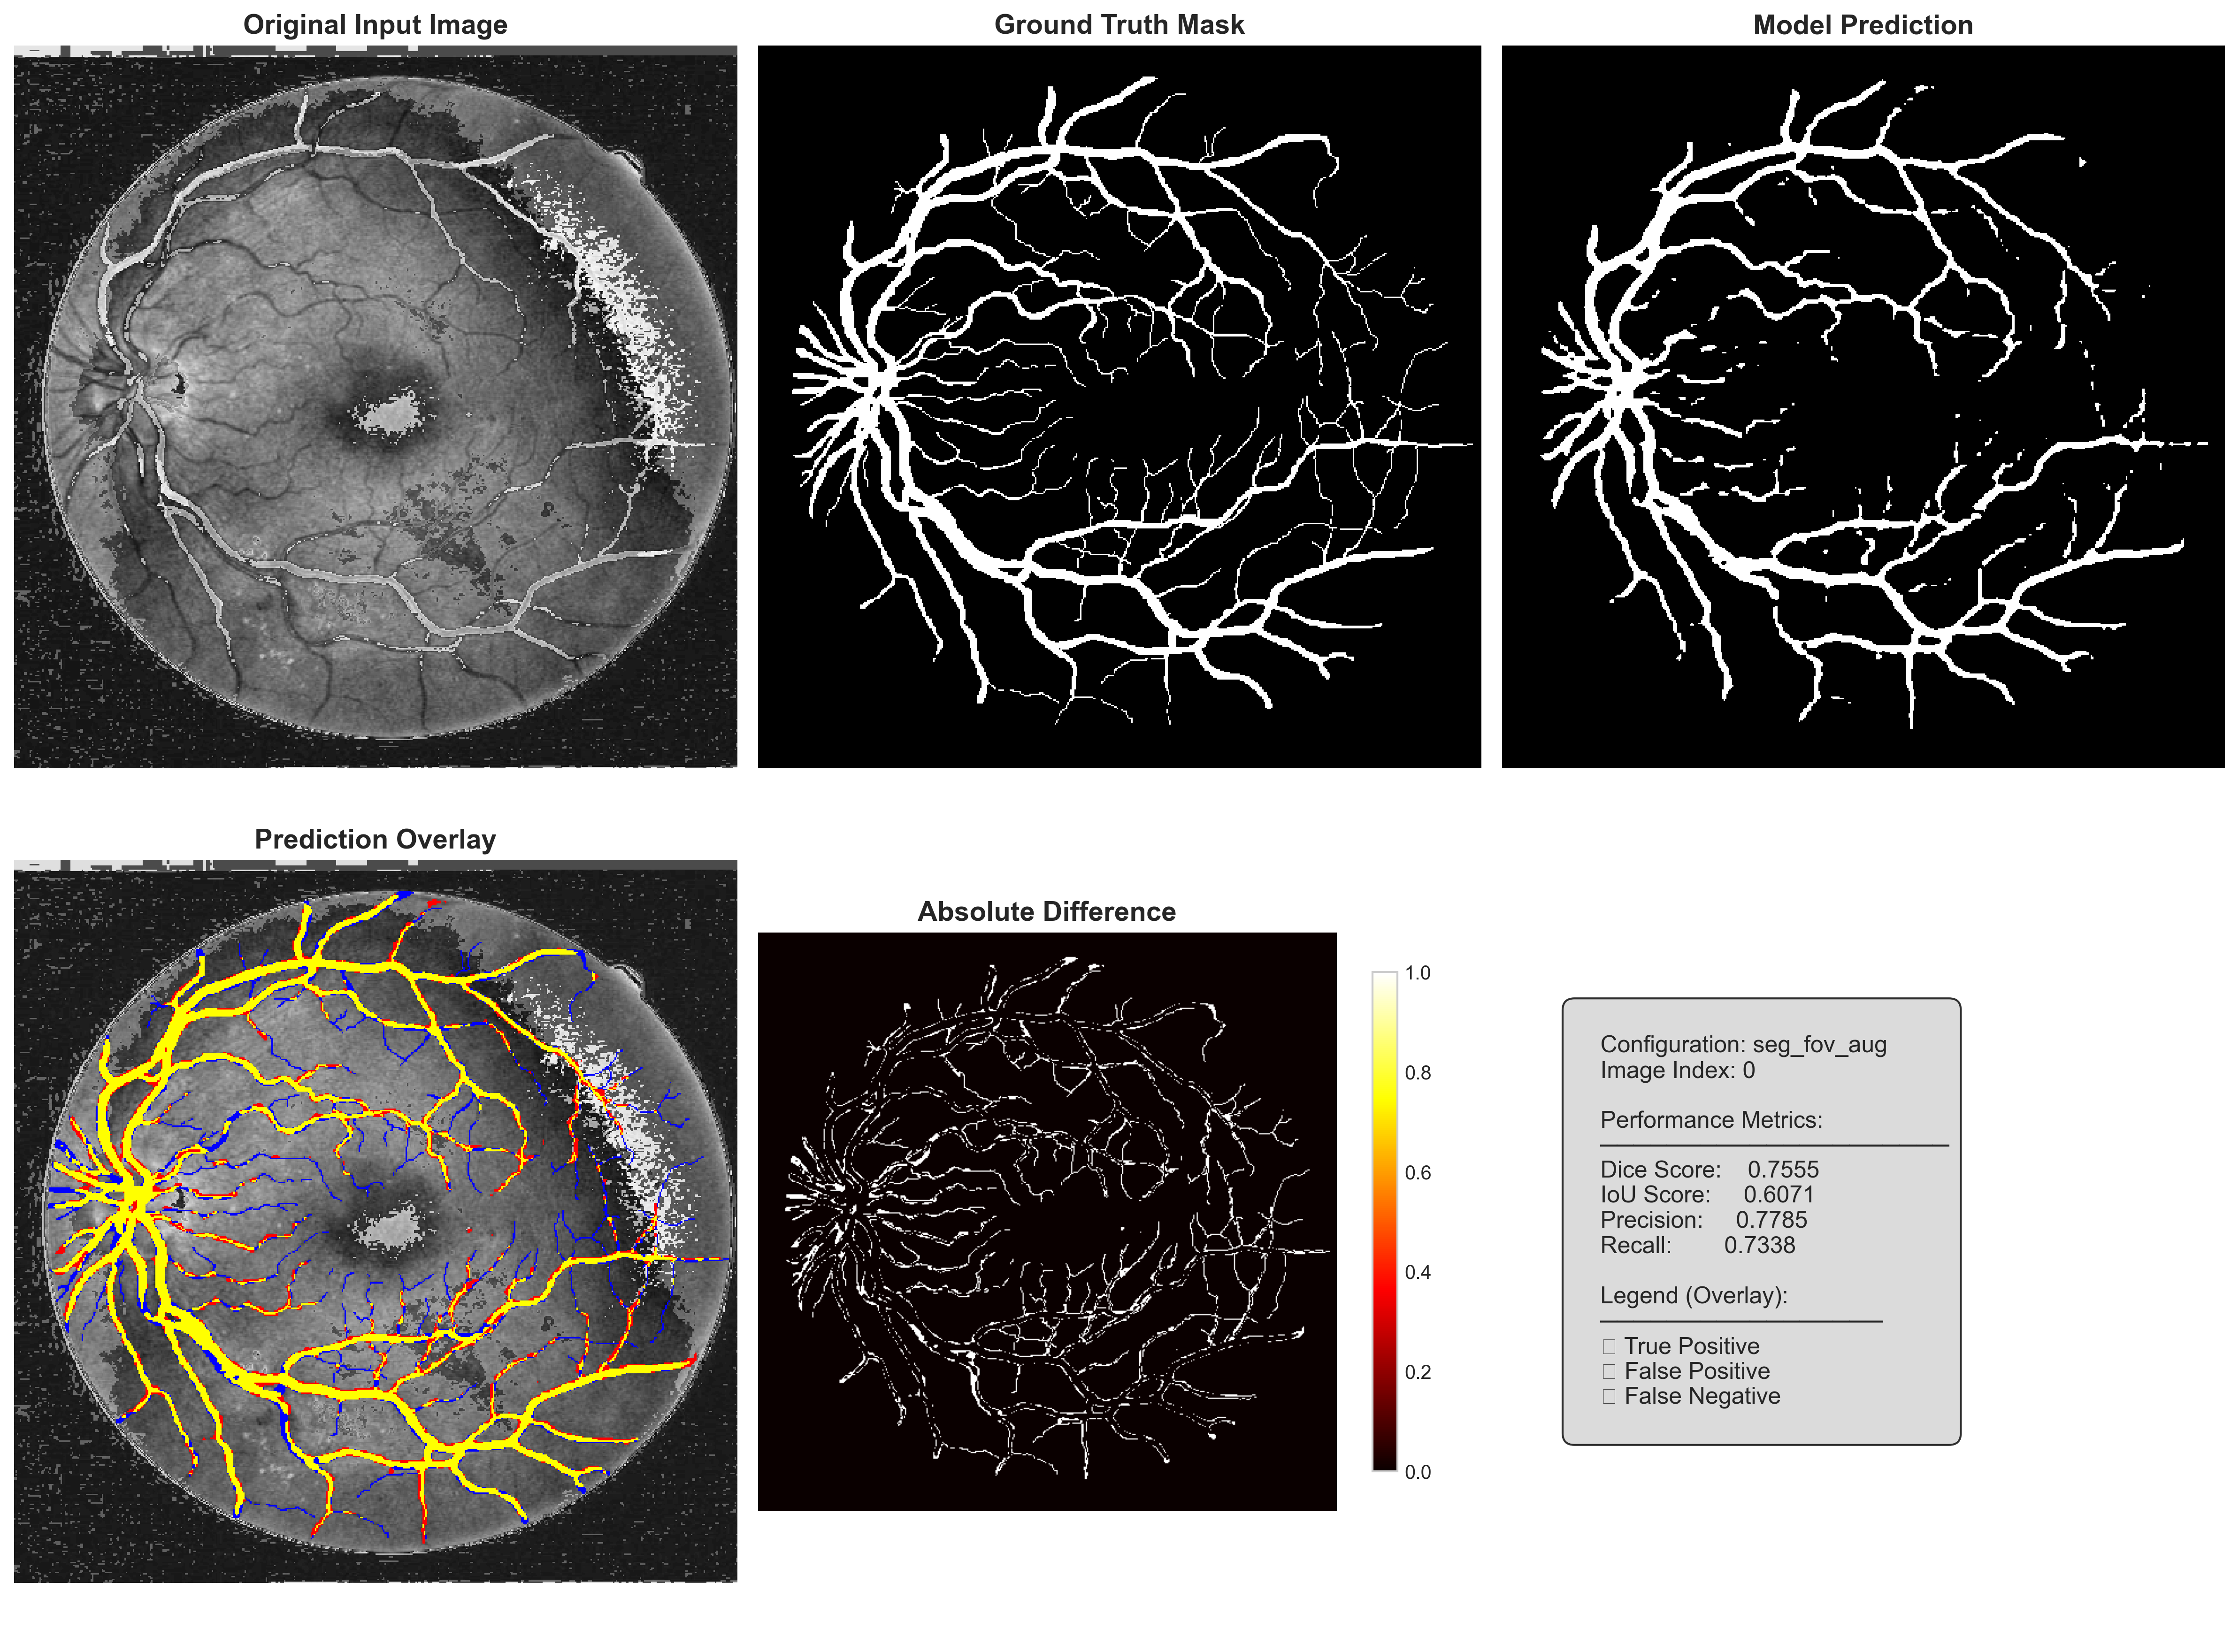 Original Input Image
Ground Truth Mask
Model Prediction
Prediction Overlay
Absolute Difference
1.0
0.8
0.6
0.4
0.2
0.0
Configuration: seg_fov_aug
Image Index: 0
Performance Metrics:
Dice Score: 0.7555
IoU Score: 0.6071
Precision: 0.7785
Recall: 0.7338
Legend (Overlay):
▯ True Positive
▯ False Positive
▯ False Negative